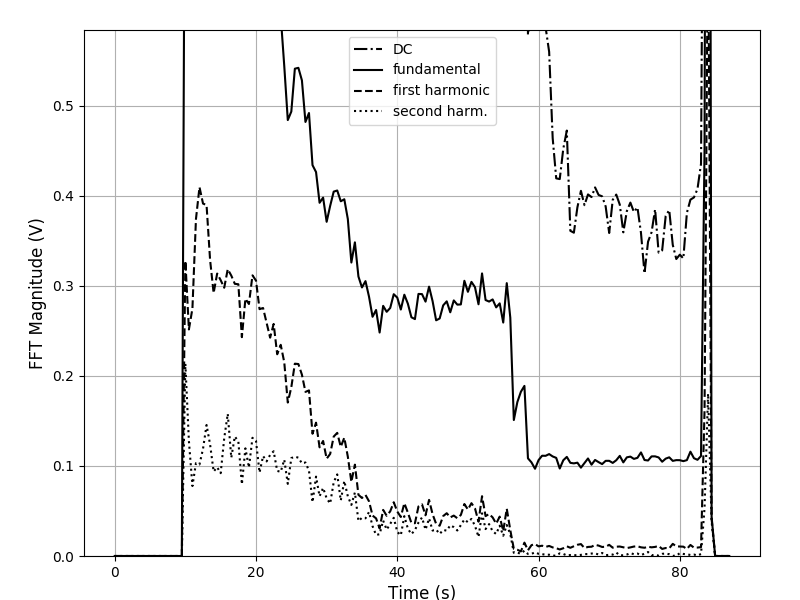 DC
fundamental
first harmonic
second harm.
FFT Magnitude (V)
0.5
0.4
0.3
0.2
0.1
0.0
0 20 40 60 80
Time (s)